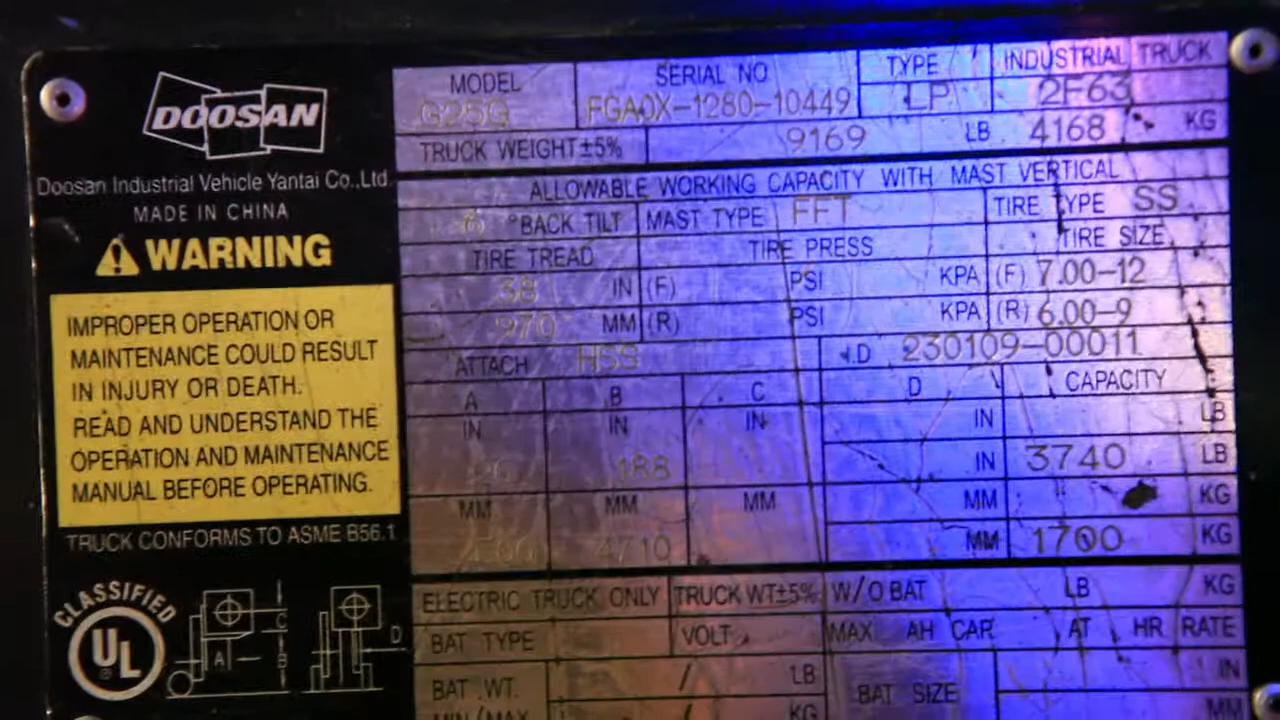 DOOSAN
Doosan Industrial Vehicle Yantai Co.,Ltd
MADE IN CHINA
WARNING
IMPROPER OPERATION OR
MAINTENANCE COULD RESULT
IN INJURY OR DEATH.
READ AND UNDERSTAND THE
OPERATION AND MAINTENANCE
MANUAL BEFORE OPERATING.
TRUCK CONFORMS TO ASME B56.1
CLASSIFIED
UL
A B C D
MODEL SERIAL NO TYPE INDUSTRIAL TRUCK
G25G FGA0X-1280-10449 LP 2F63
TRUCK WEIGHT±5% 9169 LB 4168 KG
ALLOWABLE WORKING CAPACITY WITH MAST VERTICAL
6 °BACK TILT MAST TYPE FFT TIRE TYPE SS
TIRE TREAD TIRE PRESS TIRE SIZE
38 IN (F) PSI KPA (F) 7.00-12
970 MM (R) PSI KPA (R) 6.00-9
ATTACH HSS I.D 230109-00011
A B C D CAPACITY
IN IN IN IN LB
188 IN 3740 LB
MM MM MM MM KG
4710 MM 1700 KG
ELECTRIC TRUCK ONLY TRUCK WT±5% W/O BAT LB KG
BAT TYPE VOLT MAX AH CAP. AT HR RATE
BAT WT. / LB BAT SIZE IN
MIN/MAX / KG MM